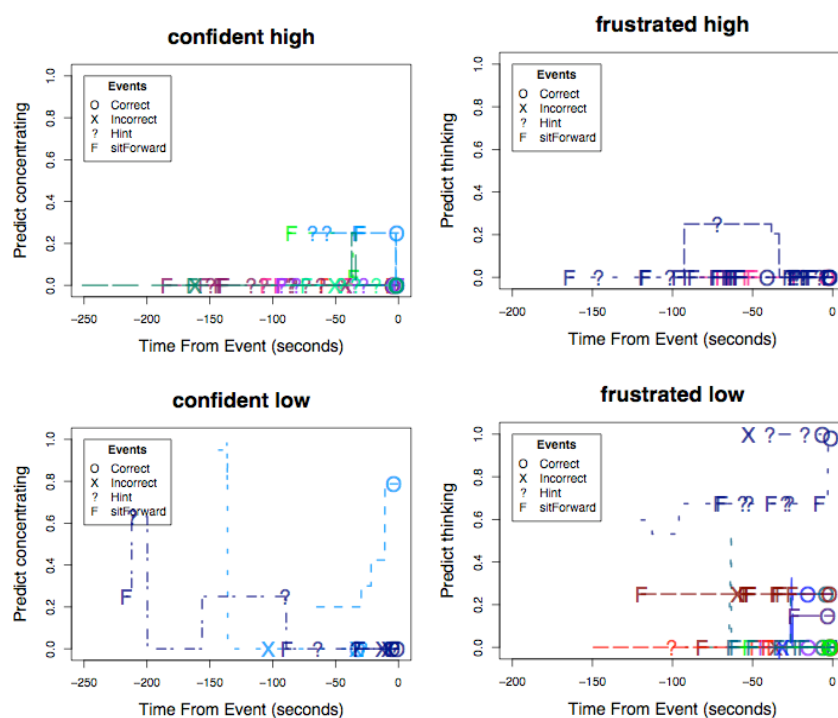 confident high
Predict concentrating
1.0
0.8
0.6
0.4
0.2
0.0
Events
O Correct
X Incorrect
? Hint
F sitForward
-250 -200 -150 -100 -50 0
Time From Event (seconds)
frustrated high
Predict thinking
1.0
0.8
0.6
0.4
0.2
0.0
Events
O Correct
X Incorrect
? Hint
F sitForward
-200 -150 -100 -50 0
Time From Event (seconds)
confident low
Predict concentrating
1.0
0.8
0.6
0.4
0.2
0.0
Events
O Correct
X Incorrect
? Hint
F sitForward
-250 -200 -150 -100 -50 0
Time From Event (seconds)
frustrated low
Predict thinking
1.0
0.8
0.6
0.4
0.2
0.0
Events
O Correct
X Incorrect
? Hint
F sitForward
-200 -150 -100 -50 0
Time From Event (seconds)